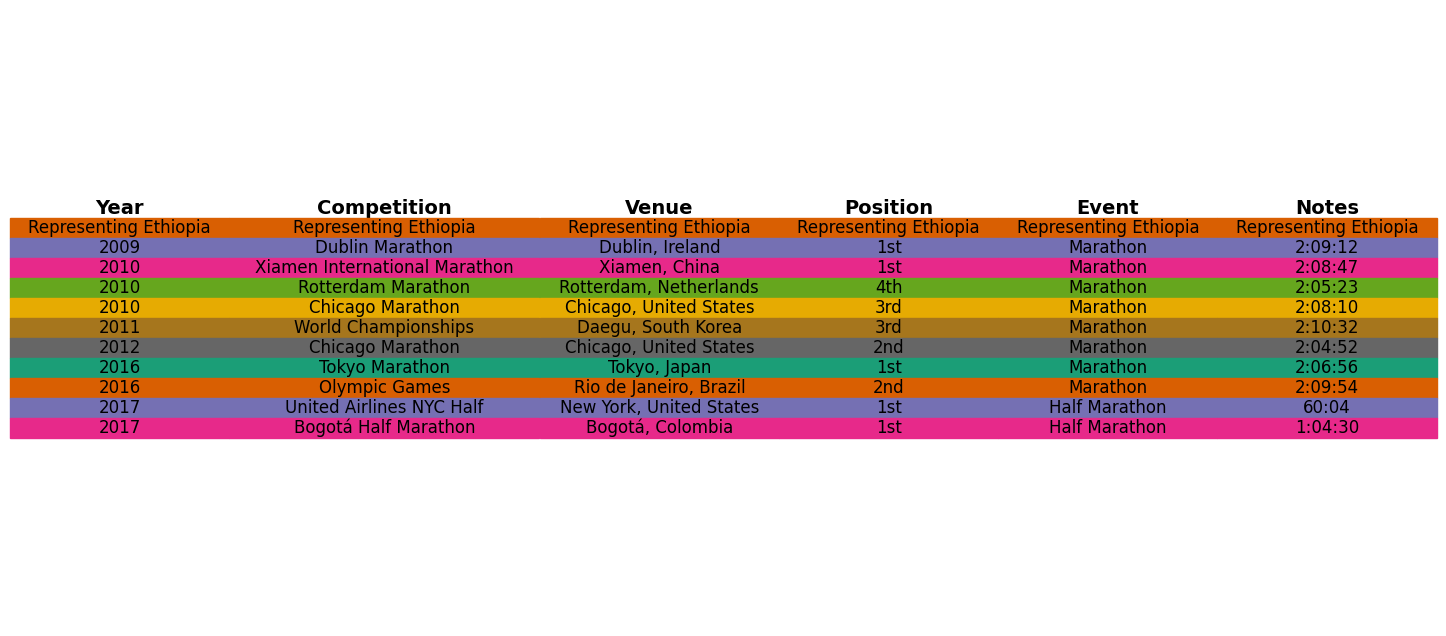 Year Competition Venue Position Event Notes
Representing Ethiopia Representing Ethiopia Representing Ethiopia Representing Ethiopia Representing Ethiopia Representing Ethiopia
2009 Dublin Marathon Dublin, Ireland 1st Marathon 2:09:12
2010 Xiamen International Marathon Xiamen, China 1st Marathon 2:08:47
2010 Rotterdam Marathon Rotterdam, Netherlands 4th Marathon 2:05:23
2010 Chicago Marathon Chicago, United States 3rd Marathon 2:08:10
2011 World Championships Daegu, South Korea 3rd Marathon 2:10:32
2012 Chicago Marathon Chicago, United States 2nd Marathon 2:04:52
2016 Tokyo Marathon Tokyo, Japan 1st Marathon 2:06:56
2016 Olympic Games Rio de Janeiro, Brazil 2nd Marathon 2:09:54
2017 United Airlines NYC Half New York, United States 1st Half Marathon 60:04
2017 Bogotá Half Marathon Bogotá, Colombia 1st Half Marathon 1:04:30